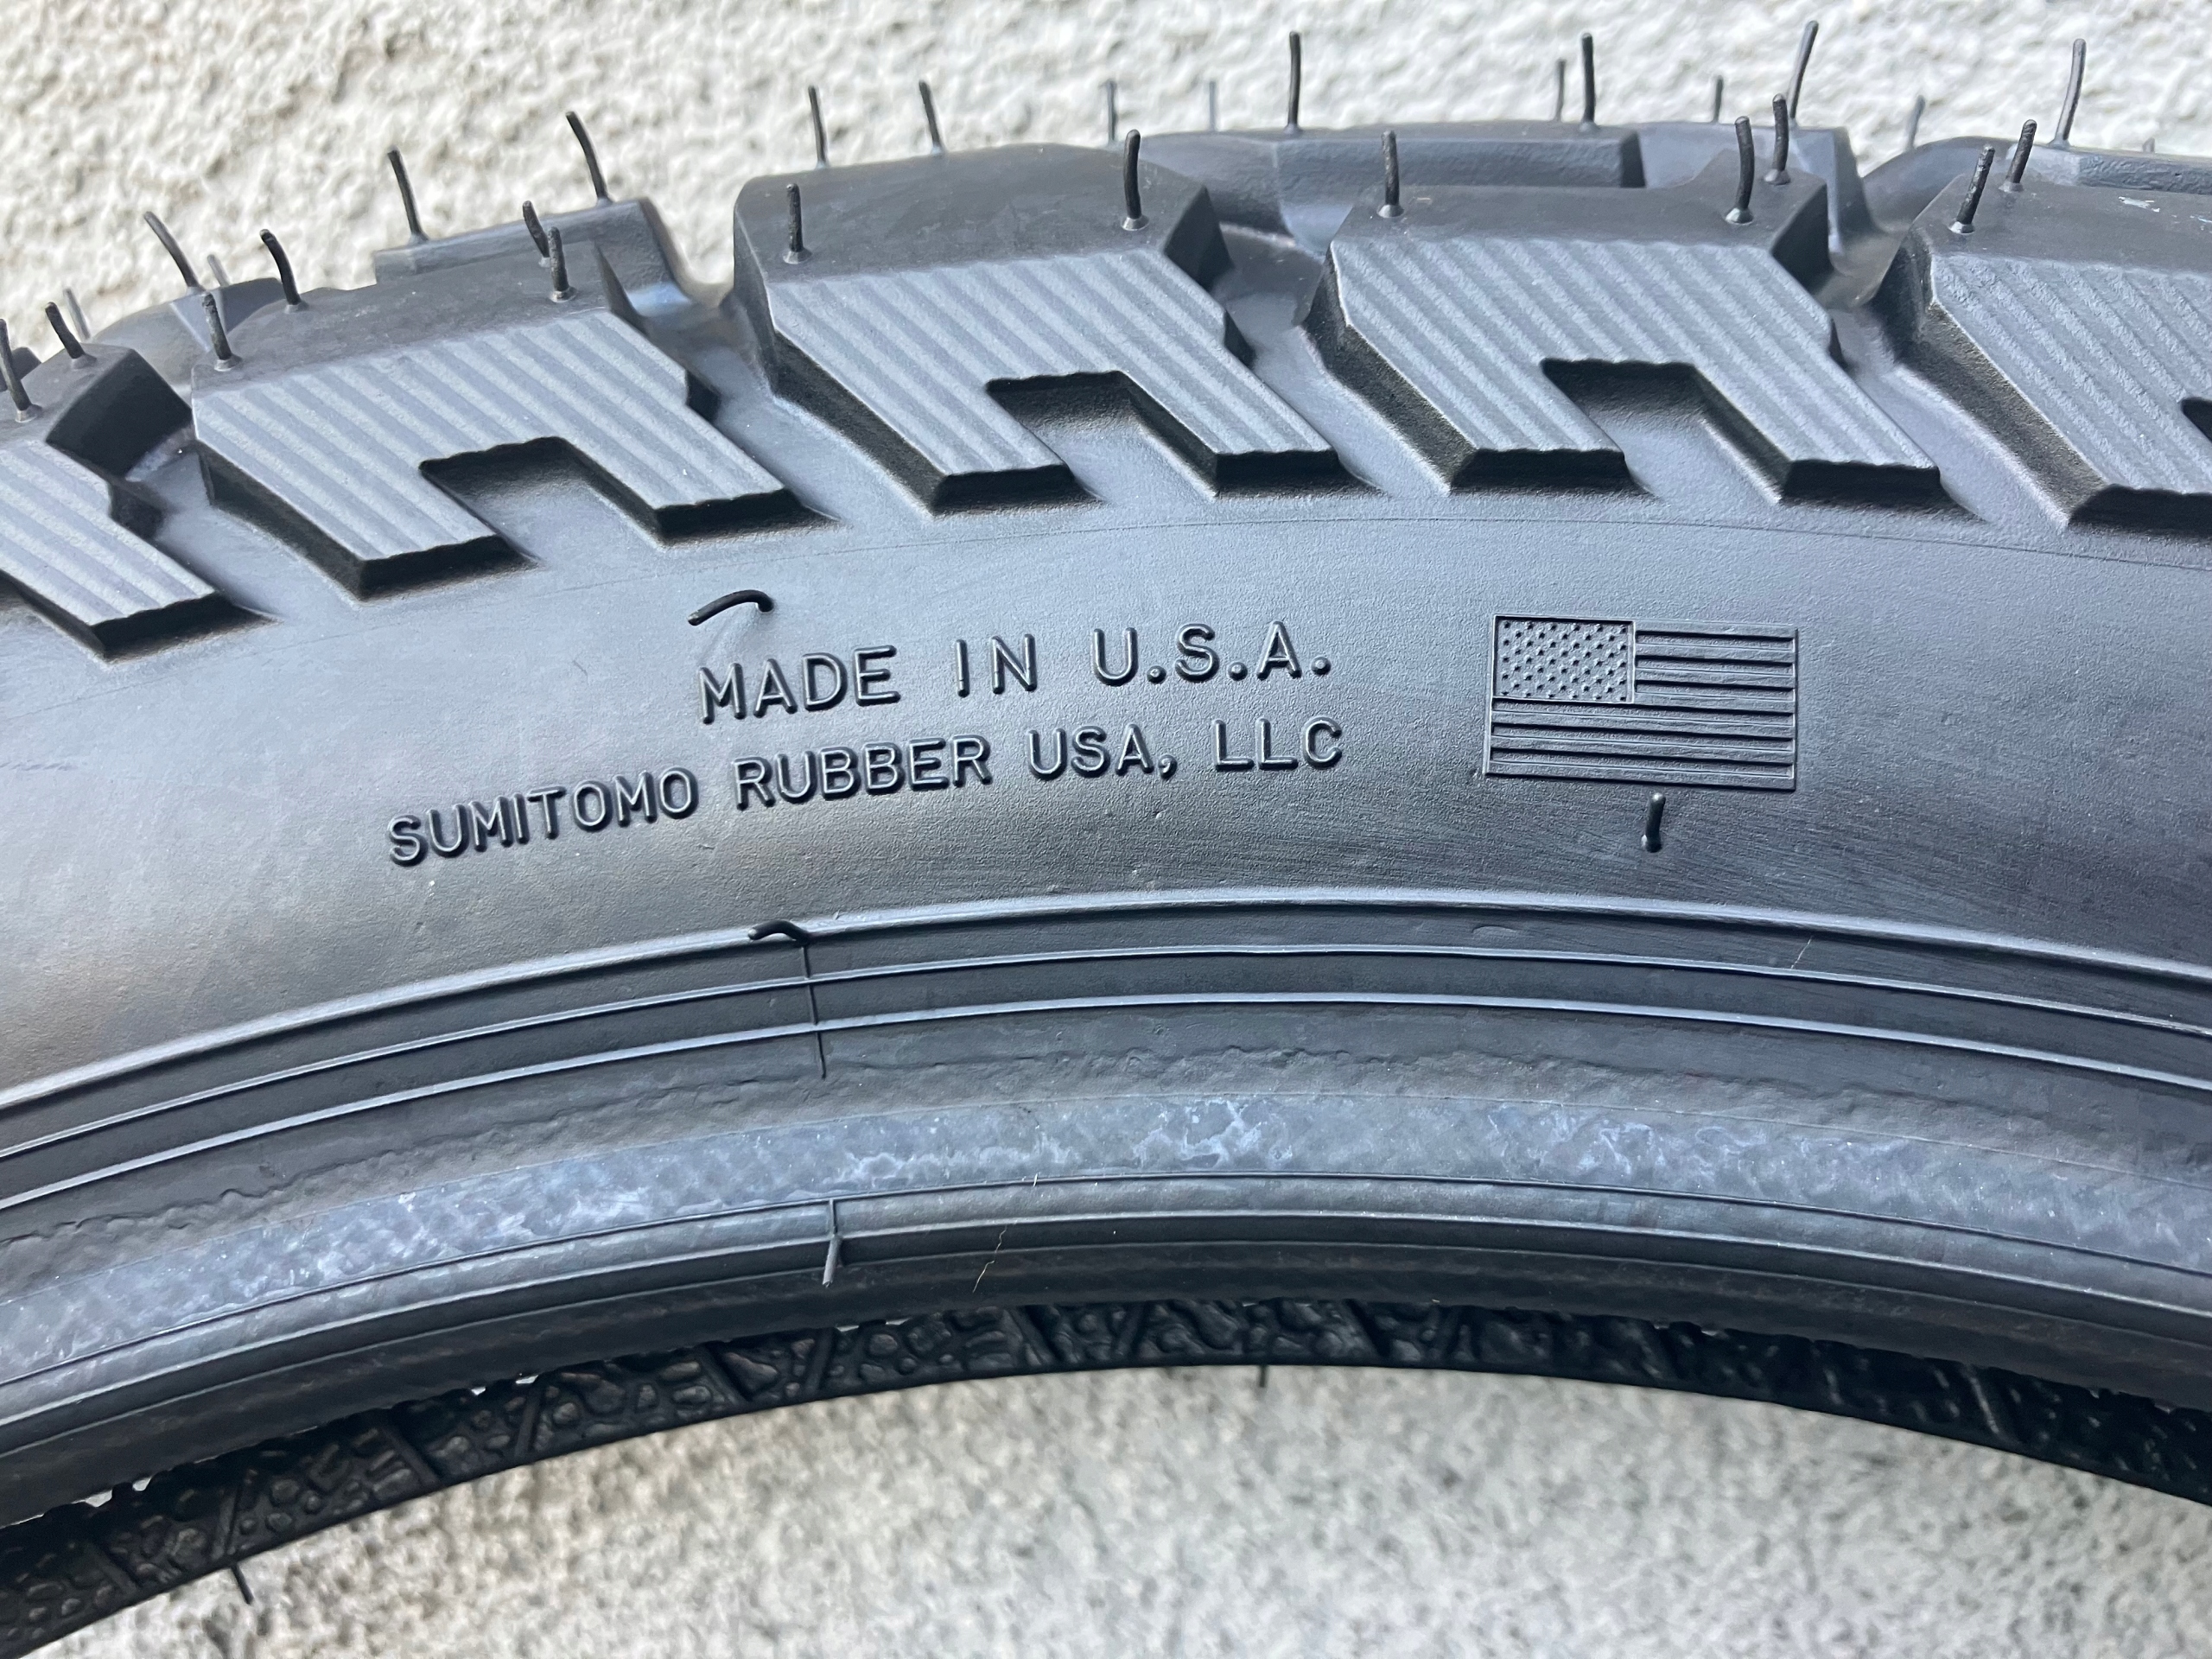 MADE IN U.S.A.
SUMITOMO RUBBER USA, LLC